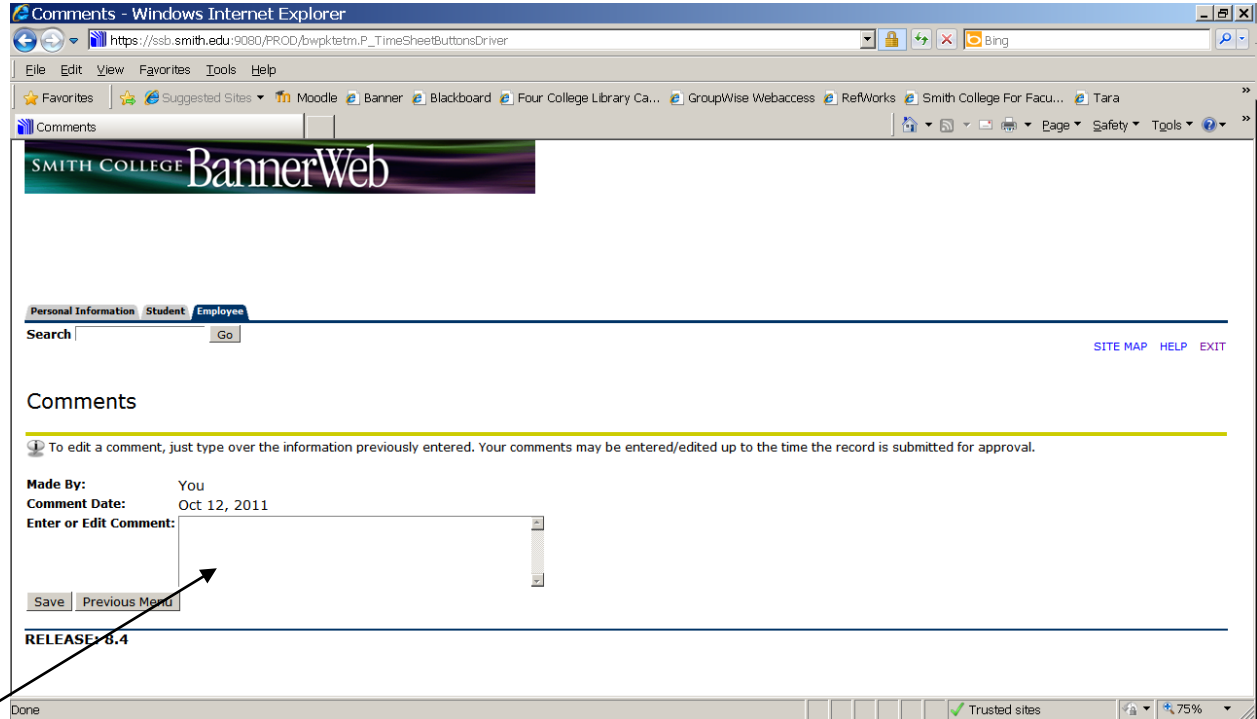 Comments - Windows Internet Explorer
https://ssb.smith.edu:9080/PROD/bwpktetm.P_TimeSheetButtonsDriver
Bing
File Edit View Favorites Tools Help
Favorites Suggested Sites Moodle Banner Blackboard Four College Library Ca... GroupWise Webaccess RefWorks Smith College For Facu... Tara »
Comments
Page Safety Tools »
SMITH COLLEGE BannerWeb
Personal Information Student Employee
Search Go
SITE MAP HELP EXIT
Comments
To edit a comment, just type over the information previously entered. Your comments may be entered/edited up to the time the record is submitted for approval.
Made By: You
Comment Date: Oct 12, 2011
Enter or Edit Comment:
Save Previous Menu
RELEASE: 8.4
Done Trusted sites 75%